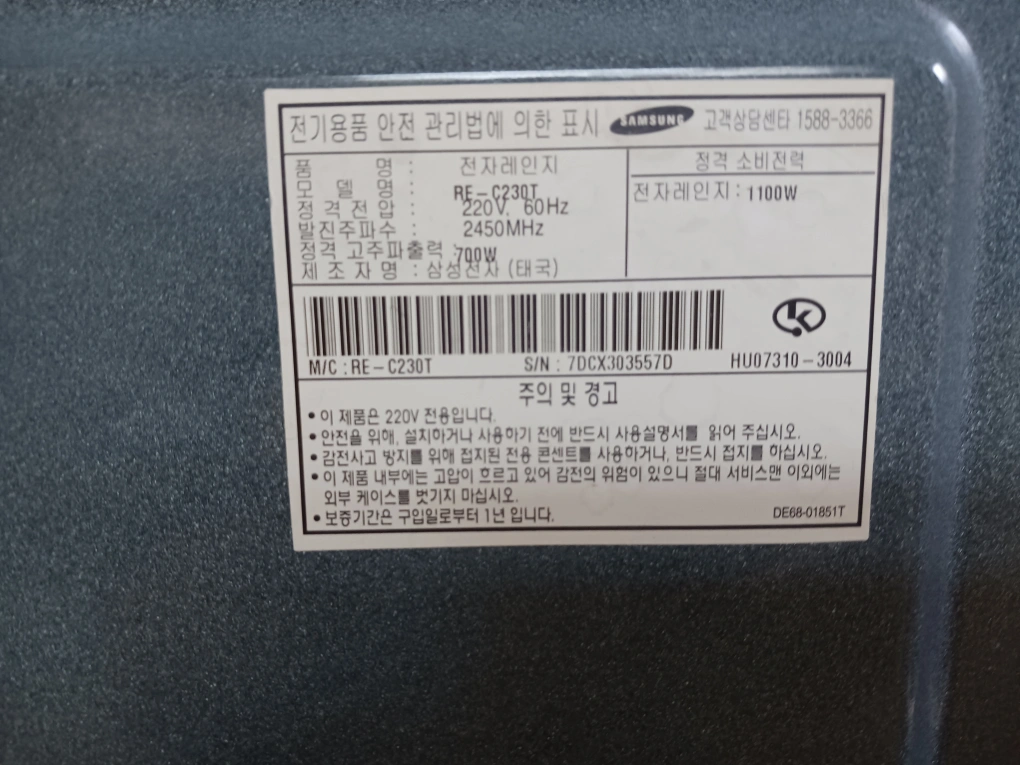 전기용품 안전 관리법에 의한 표시 SAMSUNG 고객상담센타 1588-3366
품 명 : 전자레인지
모 델 명 : RE-C230T
정 격 전 압 : 220V, 60Hz
발진주파수 : 2450MHz
정격 고주파출력 : 700W
제 조 자 명 : 삼성전자 (태국)
정격 소비전력
전자레인지 : 1100W
M/C : RE-C230T S/N : 7DCX303557D HU07310-3004
주의 및 경고
• 이 제품은 220V 전용입니다.
• 안전을 위해, 설치하거나 사용하기 전에 반드시 사용설명서를 읽어 주십시오.
• 감전사고 방지를 위해 접지된 전용 콘센트를 사용하거나, 반드시 접지를 하십시오.
• 이 제품 내부에는 고압이 흐르고 있어 감전의 위험이 있으니 절대 서비스맨 이외에는
외부 케이스를 벗기지 마십시오.
• 보증기간은 구입일로부터 1년 입니다.
DE68-01851T